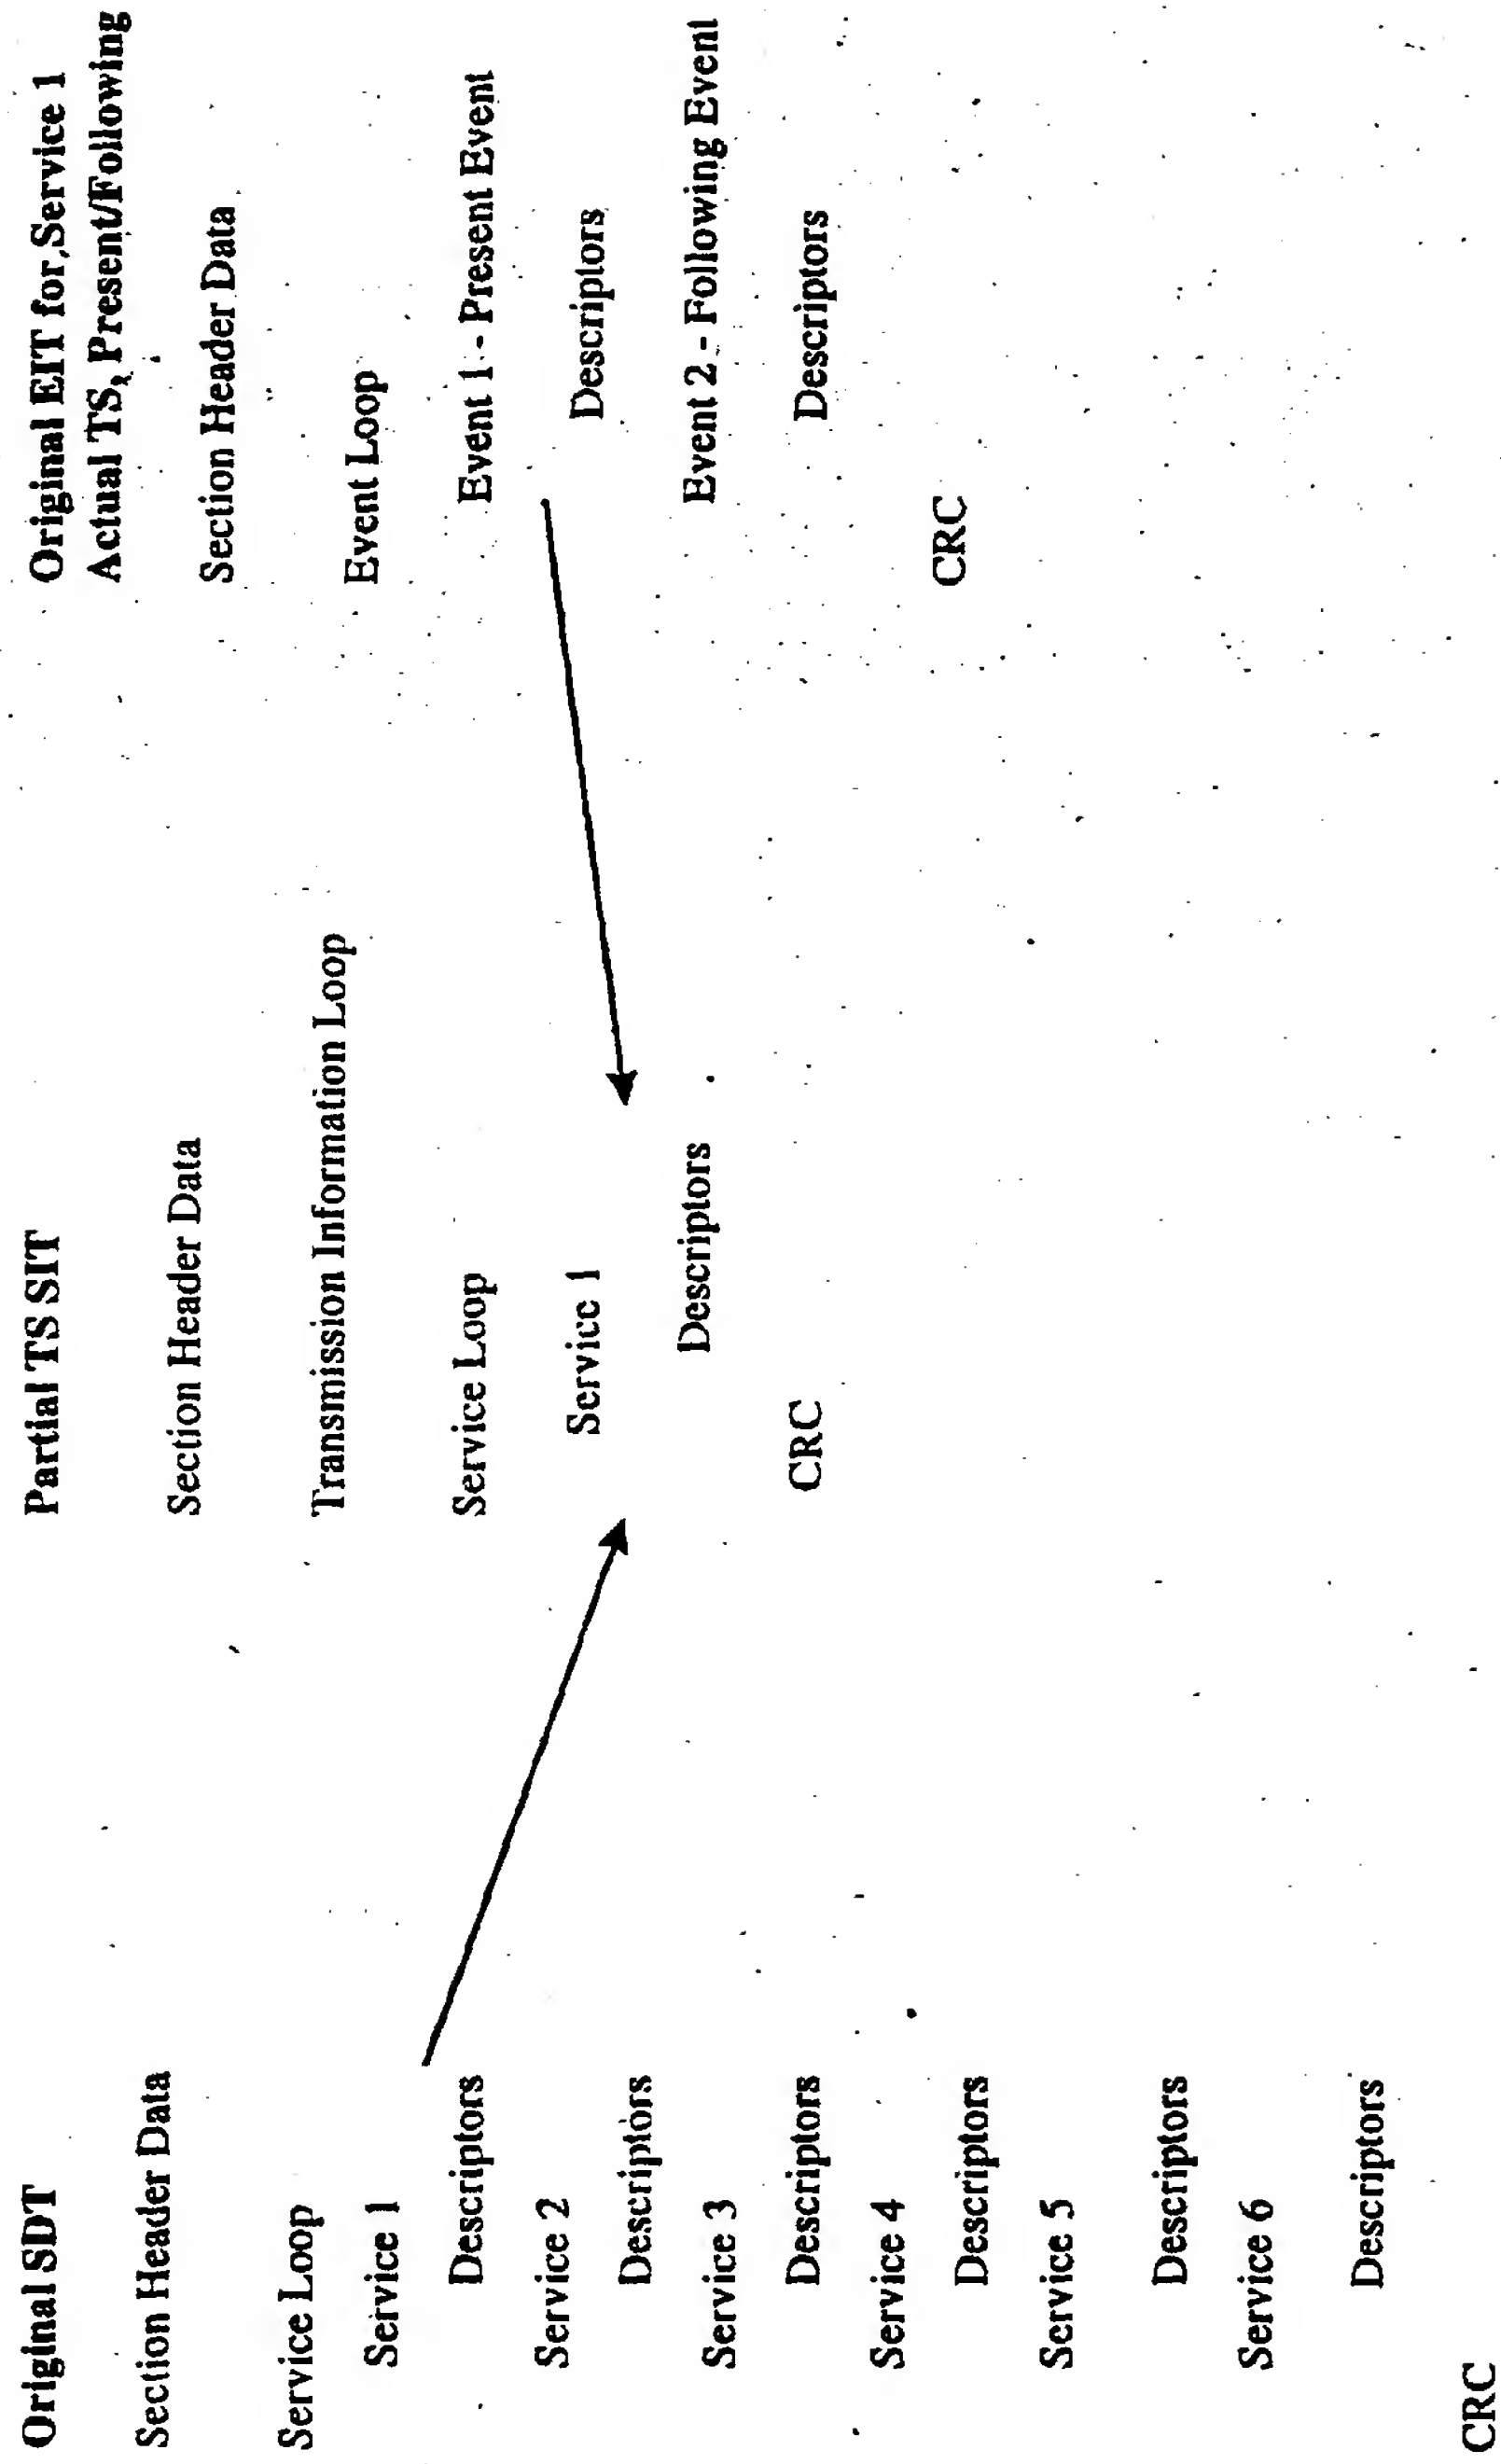 Original SDT
Section Header Data
Service Loop
Service 1
Descriptors
Service 2
Descriptors
Service 3
Descriptors
Service 4
Descriptors
Service 5
Descriptors
Service 6
Descriptors
CRC
Partial TS SIT
Section Header Data
Transmission Information Loop
Service Loop
Service 1
Descriptors
CRC
Original EIT for Service 1
Actual TS, Present/Following
Section Header Data
Event Loop
Event 1 - Present Event
Descriptors
Event 2 - Following Event
Descriptors
CRC